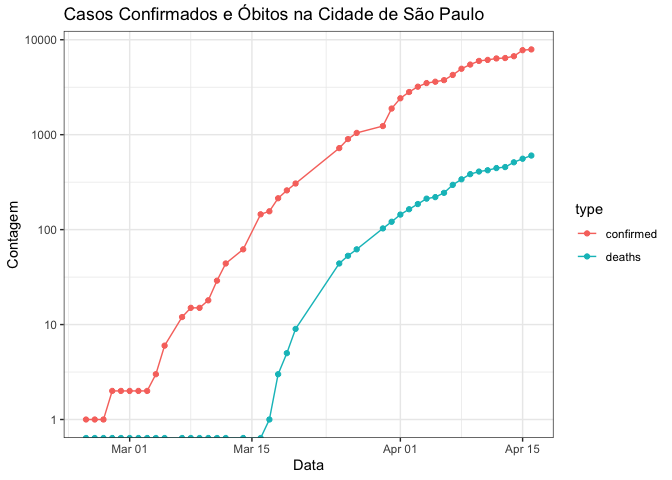 Casos Confirmados e Óbitos na Cidade de São Paulo
10000
1000
100
10
1
Contagem
Mar 01 Mar 15 Apr 01 Apr 15
Data
type
confirmed
deaths